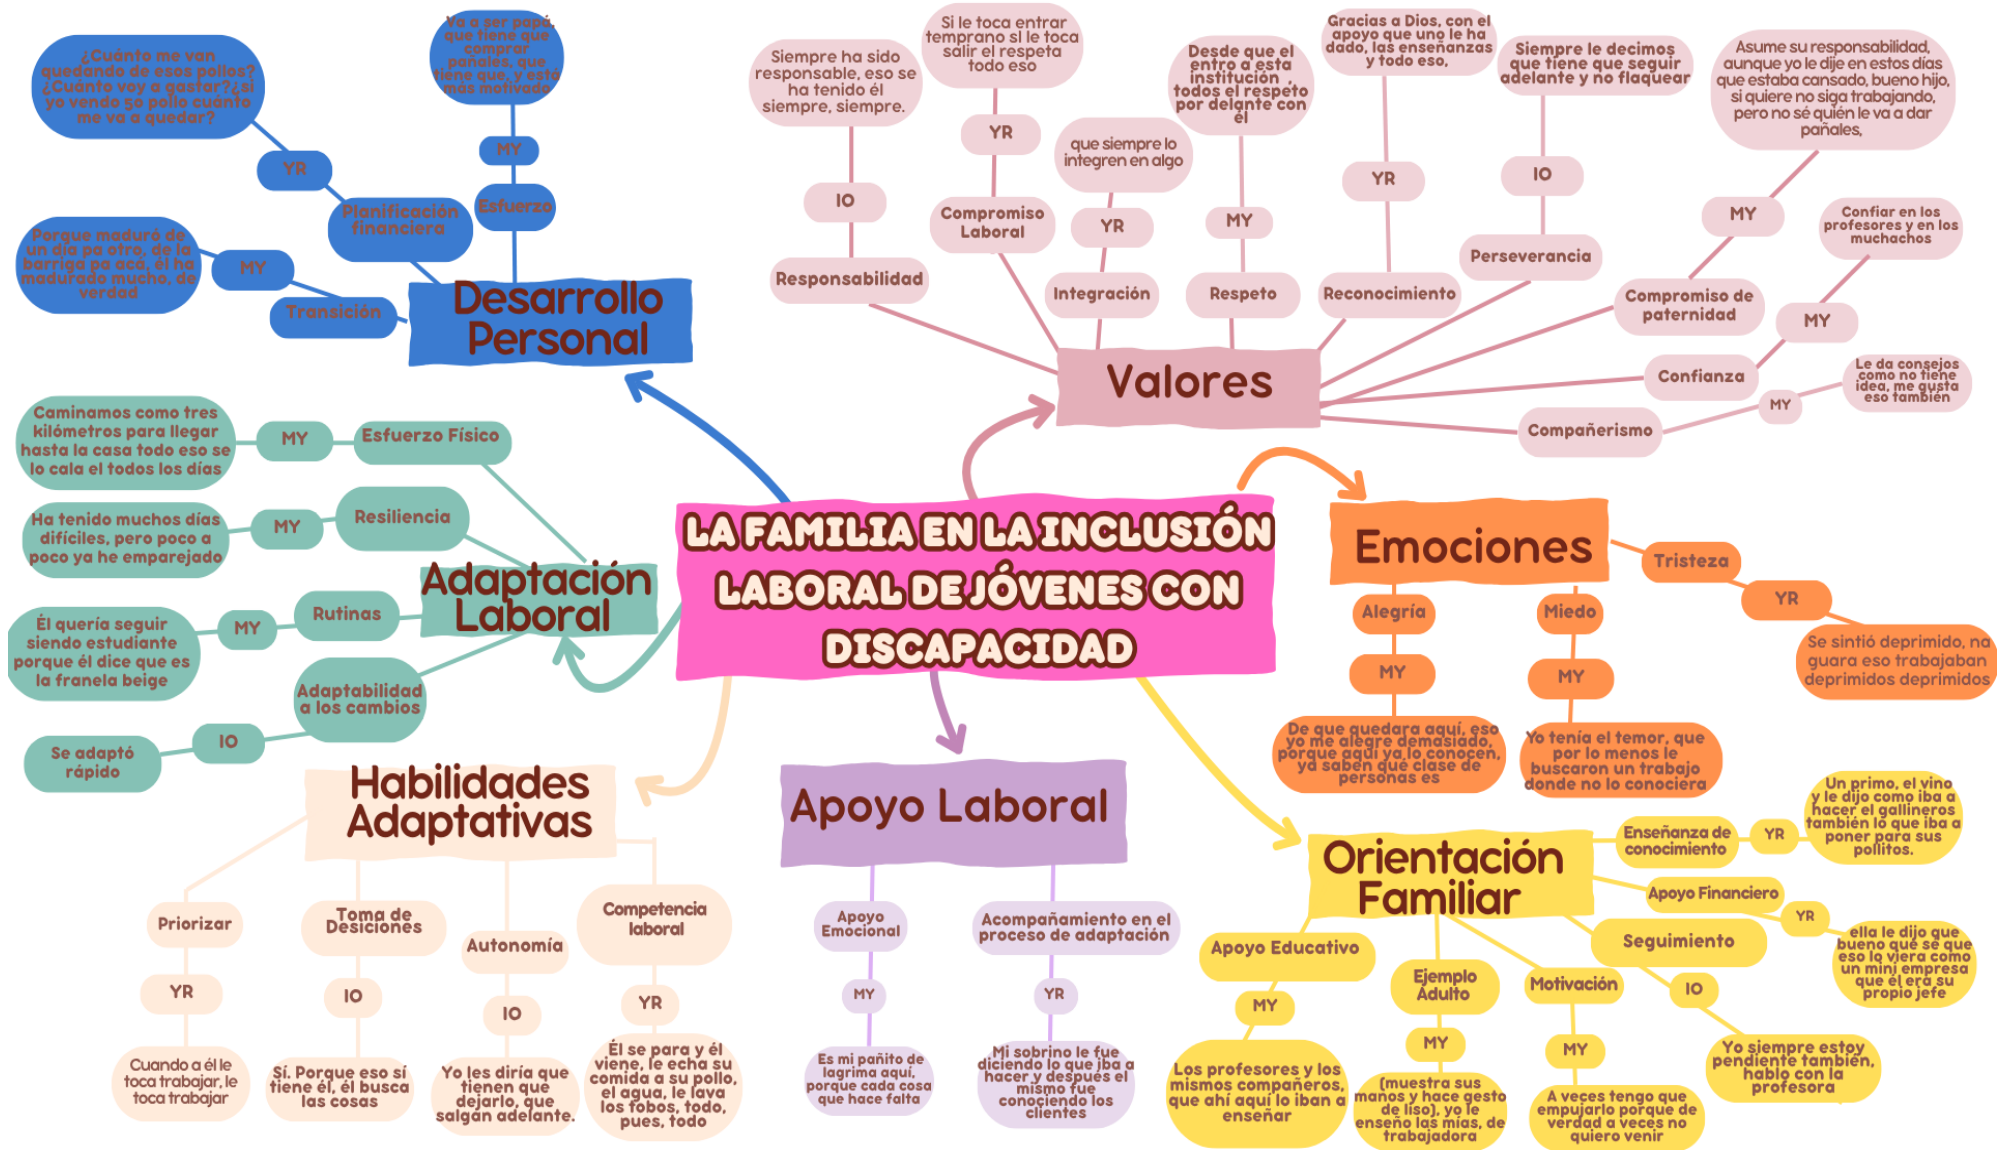 LA FAMILIA EN LA INCLUSIÓN
LABORAL DE JÓVENES CON
DISCAPACIDAD
Desarrollo
Personal
Planificación
financiera
YR
¿Cuánto me van
quedando de esos pollos?
¿Cuánto voy a gastar?¿si
yo vendo 50 pollo cuánto
me va a quedar?
Esfuerzo
MY
Va a ser papá,
que tiene que
comprar
pañales, que
tiene que, y está
más motivado
Transición
MY
Porque maduró de
un día pa otro, de la
barriga pa acá, él ha
madurado mucho, de
verdad
Valores
Responsabilidad
IO
Siempre ha sido
responsable, eso se
ha tenido él
siempre, siempre.
Compromiso
Laboral
YR
Si le toca entrar
temprano sI le toca
salir el respeta
todo eso
Integración
YR
que siempre lo
integren en algo
Respeto
MY
Desde que el
entro a esta
institución ,
todos el respeto
por delante con
él
Reconocimiento
YR
Gracias a Dios, con el
apoyo que uno le ha
dado, las enseñanzas
y todo eso,
Perseverancia
IO
Siempre le decimos
que tiene que seguir
adelante y no flaquear
Compromiso de
paternidad
MY
Asume su responsabilidad,
aunque yo le dije en estos días
que estaba cansado, bueno hijo,
si quiere no siga trabajando,
pero no sé quién le va a dar
pañales,
Confianza
MY
Confiar en los
profesores y en los
muchachos
Compañerismo
MY
Le da consejos
como no tiene
idea, me gusta
eso también
Adaptación
Laboral
Esfuerzo Físico
MY
Caminamos como tres
kilómetros para llegar
hasta la casa todo eso se
lo cala el todos los días
Resiliencia
MY
Ha tenido muchos días
difíciles, pero poco a
poco ya he emparejado
Rutinas
MY
Él quería seguir
siendo estudiante
porque él dice que es
la franela beige
Adaptabilidad
a los cambios
IO
Se adaptó
rápido
Emociones
Alegría
MY
De que quedara aquí, eso
yo me alegre demasiado,
porque aquí ya lo conocen,
ya saben qué clase de
personas es
Miedo
MY
Yo tenía el temor, que
por lo menos le
buscaron un trabajo
donde no lo conociera
Tristeza
YR
Se sintió deprimido, na
guara eso trabajaban
deprimidos deprimidos
Habilidades
Adaptativas
Priorizar
YR
Cuando a él le
toca trabajar, le
toca trabajar
Toma de
Desiciones
IO
Sí. Porque eso sí
tiene él, él busca
las cosas
Autonomía
IO
Yo les diría que
tienen que
dejarlo, que
salgan adelante.
Competencia
laboral
YR
Él se para y él
viene, le echa su
comida a su pollo,
el agua, le lava
los fobos, todo,
pues, todo
Apoyo Laboral
Apoyo
Emocional
MY
Es mi pañito de
lagrima aquí,
porque cada cosa
que hace falta
Acompañamiento en el
proceso de adaptación
YR
Mi sobrino le fue
diciendo lo que iba a
hacer y después el
mismo fue
conociendo los
clientes
Orientación
Familiar
Enseñanza de
conocimiento
YR
Un primo, el vino
y le dijo como iba a
hacer el gallineros
también lo que iba a
poner para sus
pollitos.
Apoyo Financiero
YR
ella le dijo que
bueno qué sé que
eso lo viera como
un mini empresa
que él era su
propio jefe
Seguimiento
IO
Yo siempre estoy
pendiente también,
hablo con la
profesora
Motivación
MY
A veces tengo que
empujarlo porque de
verdad a veces no
quiero venir
Ejemplo
Adulto
MY
(muestra sus
manos y hace gesto
de liso), yo le
enseño las mías, de
trabajadora
Apoyo Educativo
MY
Los profesores y los
mismos compañeros,
que ahí aquí lo iban a
enseñar